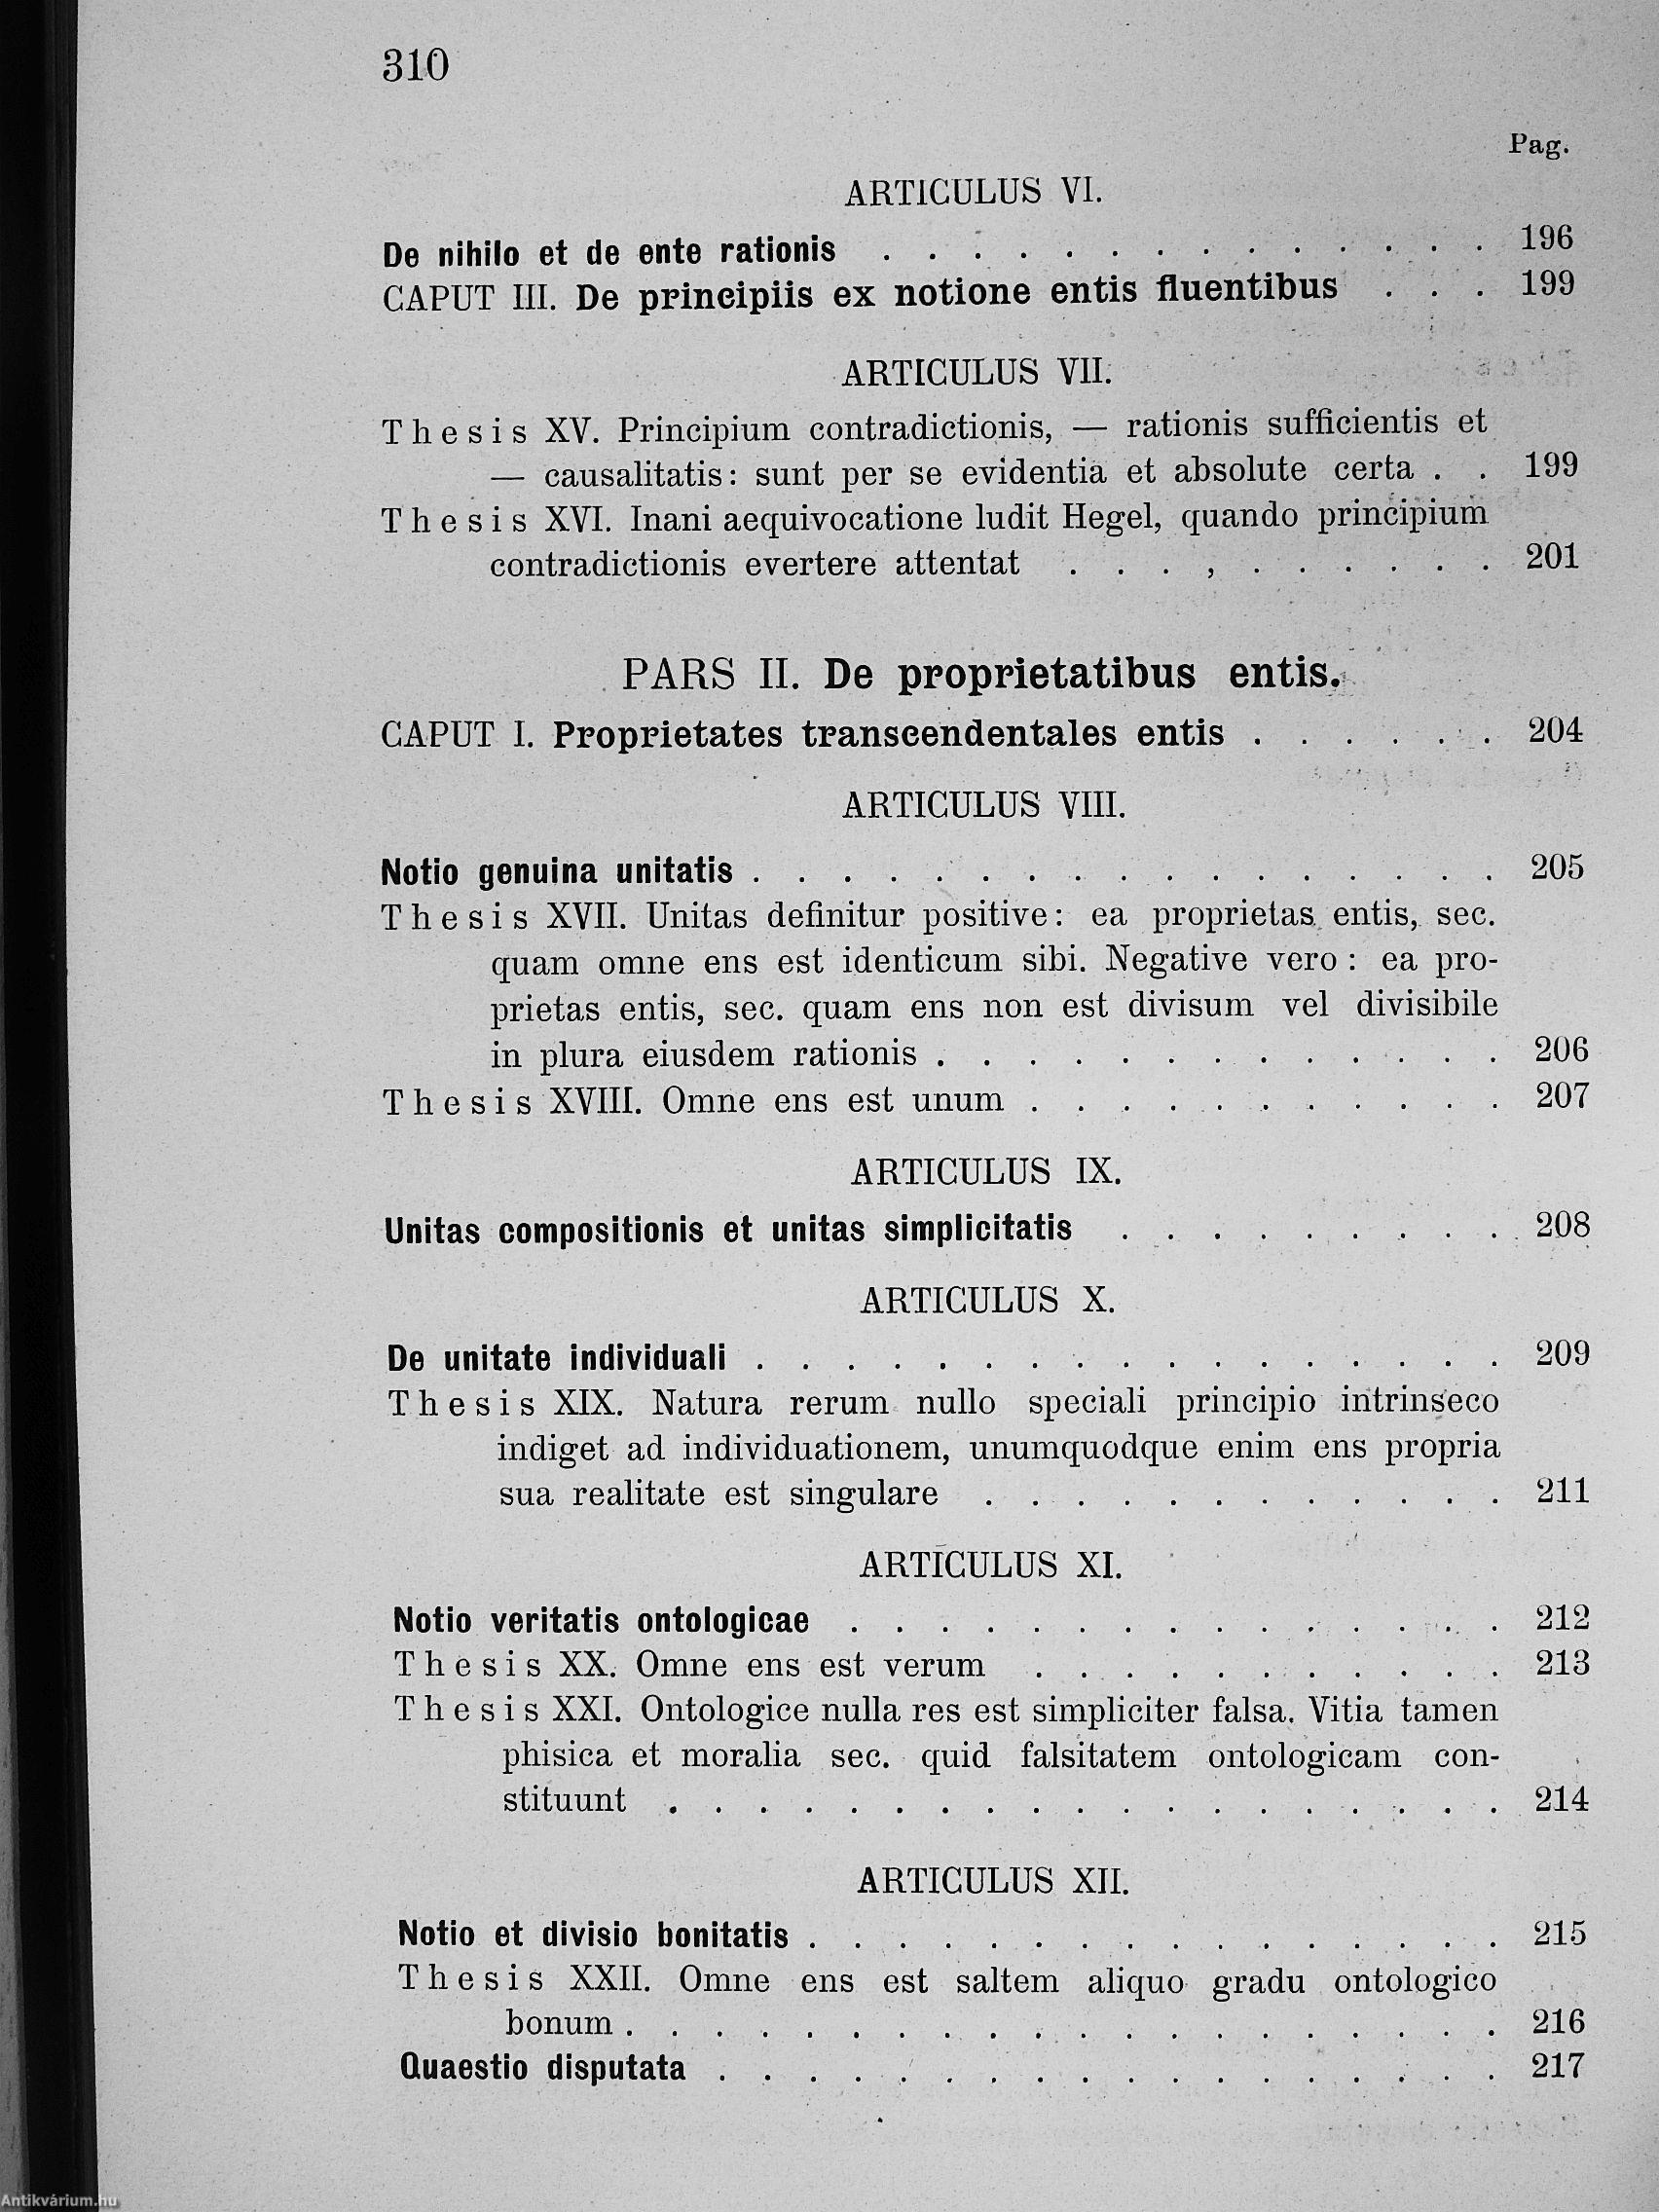 310
Pag.
ARTICULUS VI.
De nihilo et de ente rationis . . . . . . . . . . . . . . 196
CAPUT III. De principiis ex notione entis fluentibus . . . 199
ARTICULUS VII.
Thesis XV. Principium contradictionis, — rationis sufficientis et
— causalitatis: sunt per se evidentia et absolute certa . . 199
Thesis XVI. Inani aequivocatione ludit Hegel, quando principium
contradictionis evertere attentat . . . , . . . . . . 201
PARS II. De proprietatibus entis.
CAPUT I. Proprietates transcendentales entis . . . . . . 204
ARTICULUS VIII.
Notio genuina unitatis . . . . . . . . . . . . . . . . . 205
Thesis XVII. Unitas definitur positive: ea proprietas entis, sec.
quam omne ens est identicum sibi. Negative vero: ea pro-
prietas entis, sec. quam ens non est divisum vel divisibile
in plura eiusdem rationis . . . . . . . . . . . . . 206
Thesis XVIII. Omne ens est unum . . . . . . . . . . . 207
ARTICULUS IX.
Unitas compositionis et unitas simplicitatis . . . . . . . . . 208
ARTICULUS X.
De unitate individuali . . . . . . . . . . . . . . . . . 209
Thesis XIX. Natura rerum nullo speciali principio intrinseco
indiget ad individuationem, unumquodque enim ens propria
sua realitate est singulare . . . . . . . . . . . . 211
ARTICULUS XI.
Notio veritatis ontologicae . . . . . . . . . . . . . . . 212
Thesis XX. Omne ens est verum . . . . . . . . . . . 213
Thesis XXI. Ontologice nulla res est simpliciter falsa. Vitia tamen
phisica et moralia sec. quid falsitatem ontologicam con-
stituunt . . . . . . . . . . . . . . . . . . . 214
ARTICULUS XII.
Notio et divisio bonitatis . . . . . . . . . . . . . . . . 215
Thesis XXII. Omne ens est saltem aliquo gradu ontologico
bonum . . . . . . . . . . . . . . . . . . . . 216
Quaestio disputata . . . . . . . . . . . . . . . . . . 217
Antikvárium.hu